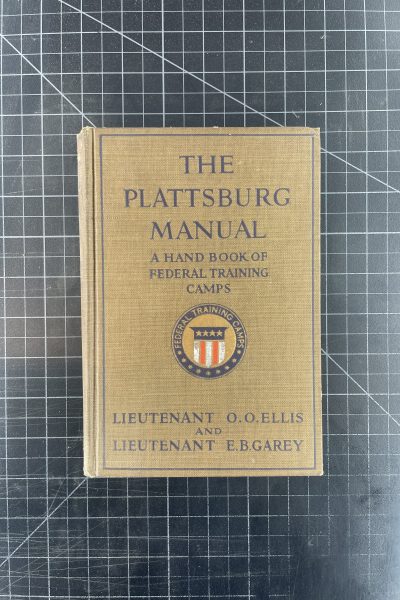 THE
PLATTSBURG
MANUAL
A HAND BOOK OF
FEDERAL TRAINING
CAMPS
FEDERAL TRAINING CAMPS
LIEUTENANT O.O.ELLIS
AND
LIEUTENANT E.B.GAREY